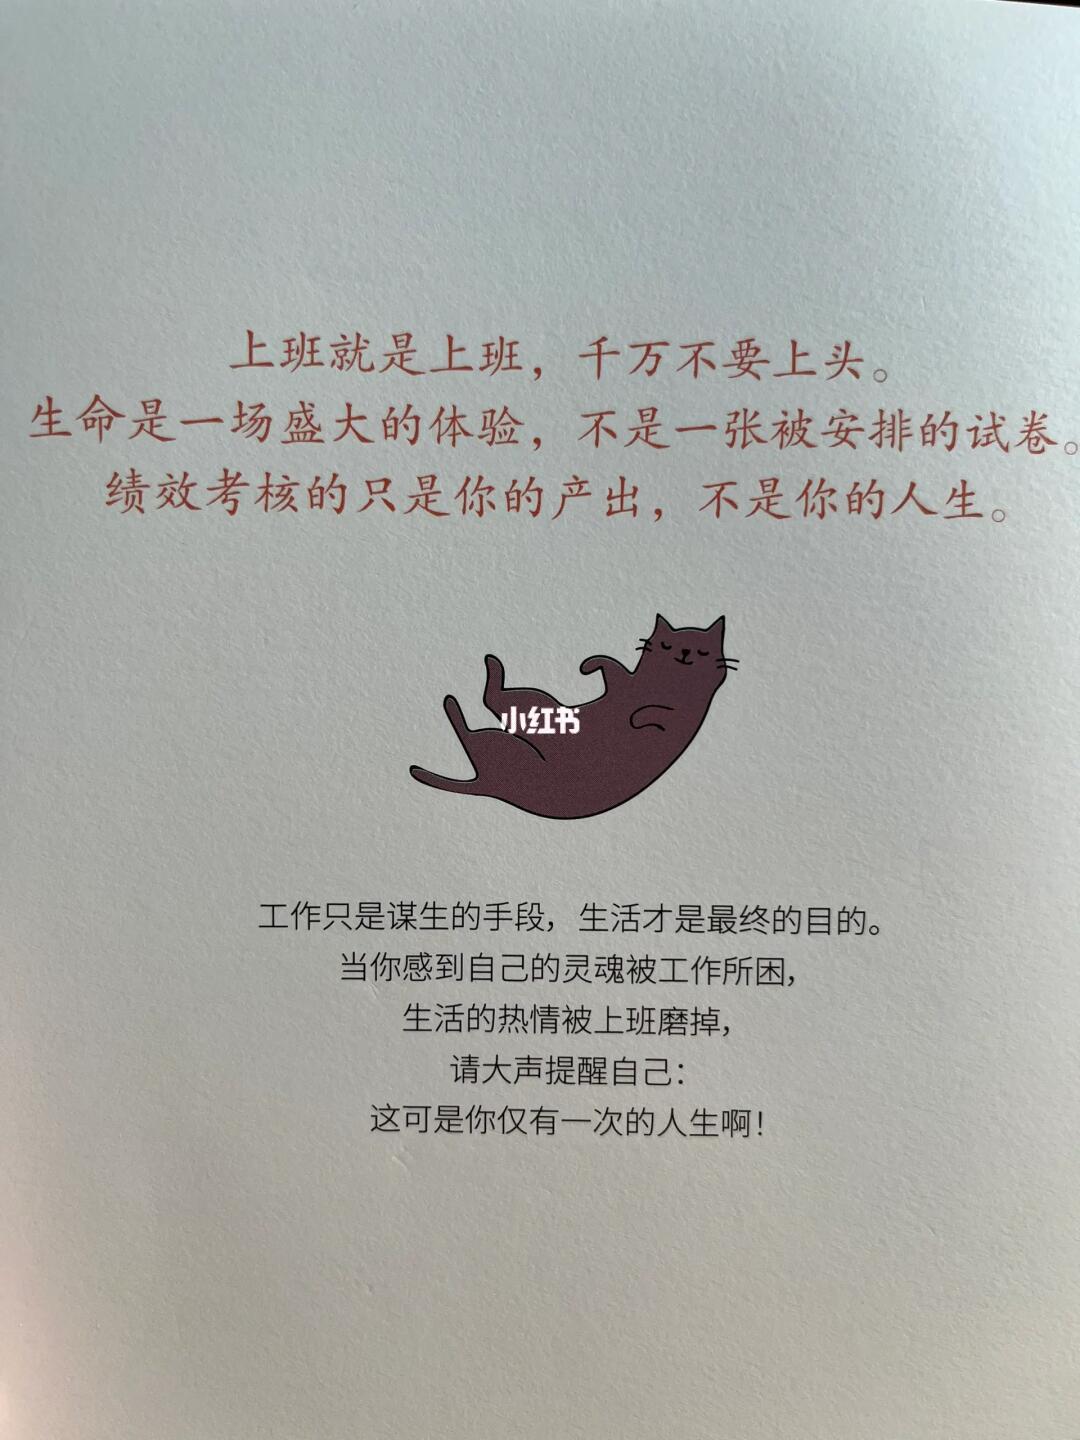 上班就是上班，千万不要上头。
生命是一场盛大的体验，不是一张被安排的试卷。
绩效考核的只是你的产出，不是你的人生。
小红书
工作只是谋生的手段，生活才是最终的目的。
当你感到自己的灵魂被工作所困，
生活的热情被上班磨掉，
请大声提醒自己：
这可是你仅有一次的人生啊！